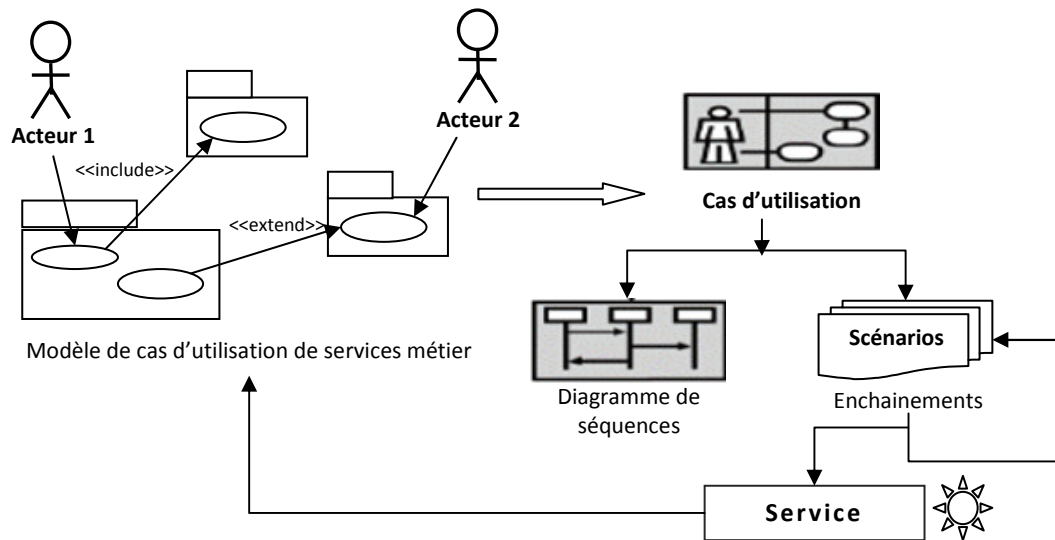 Acteur 1
Acteur 2
<<include>>
<<extend>>
Modèle de cas d'utilisation de services métier
Cas d'utilisation
Diagramme de
séquences
Scénarios
Enchainements
Service